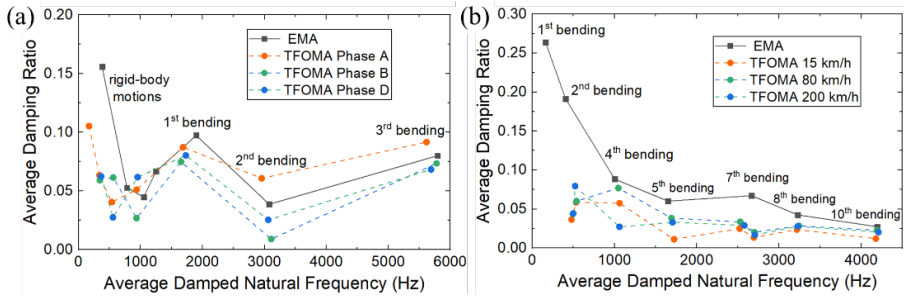 (a)
0.20
0.15
0.10
0.05
0.00
Average Damping Ratio
EMA
TFOMA Phase A
TFOMA Phase B
TFOMA Phase D
rigid-body
motions
1st bending
2nd bending
3rd bending
0 1000 2000 3000 4000 5000 6000
Average Damped Natural Frequency (Hz)
(b)
0.30
0.25
0.20
0.15
0.10
0.05
0.00
Average Damping Ratio
1st bending
2nd bending
4th bending
5th bending
7th bending
8th bending
10th bending
EMA
TFOMA 15 km/h
TFOMA 80 km/h
TFOMA 200 km/h
0 1000 2000 3000 4000
Average Damped Natural Frequency (Hz)